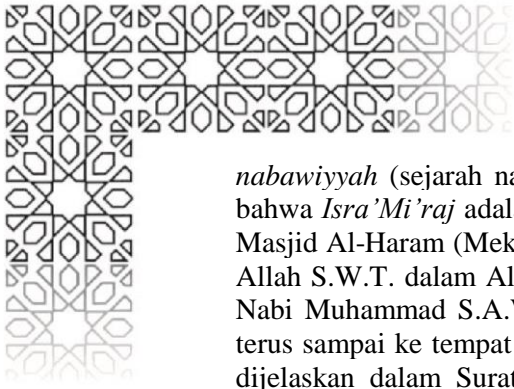 nabawiyyah (sejarah na
bahwa Isra’Mi’raj adal
Masjid Al-Haram (Mek
Allah S.W.T. dalam Al
Nabi Muhammad S.A.W
terus sampai ke tempat
dijelaskan dalam Surat